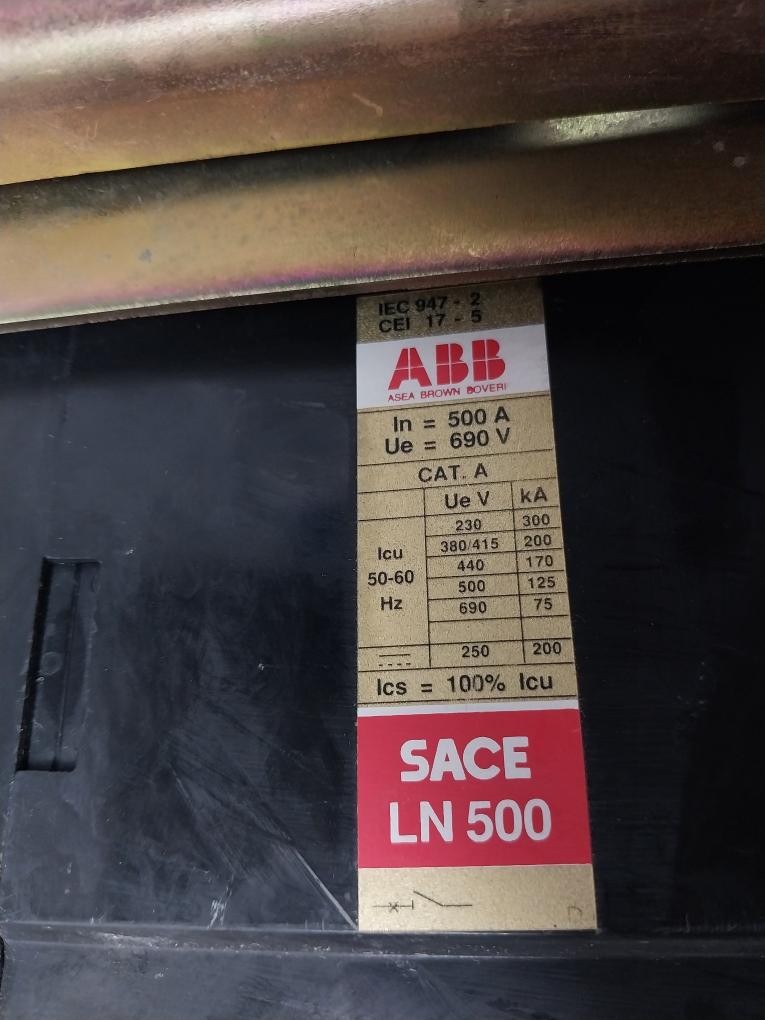 IEC 947 - 2
CEI 17 - 5
ABB
ASEA BROWN BOVERI
In = 500 A
Ue = 690 V
CAT. A
Ue V kA
Icu 50-60 Hz
230 300
380/415 200
440 170
500 125
690 75
250 200
Ics = 100% Icu
SACE
LN 500
D